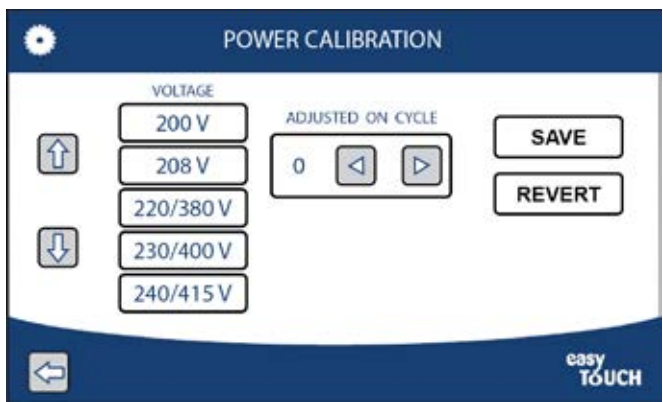 POWER CALIBRATION
VOLTAGE
200 V
208 V
220/380 V
230/400 V
240/415 V
ADJUSTED ON CYCLE
0
SAVE
REVERT
easy
TOUCH